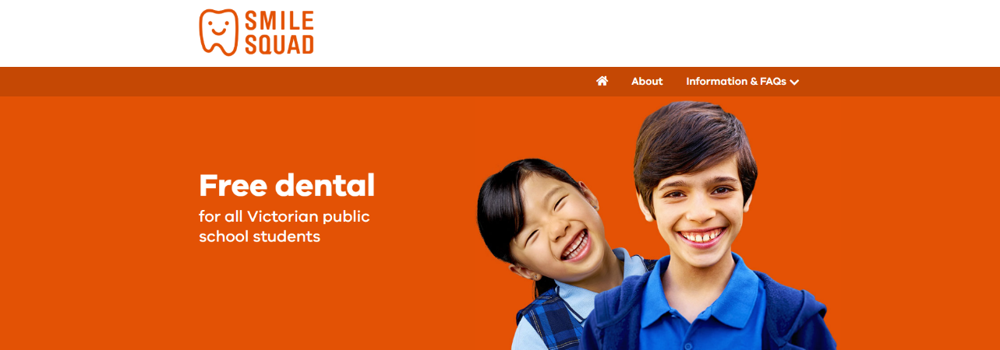 SMILE
SQUAD
About
Information & FAQs
Free dental
for all Victorian public
school students